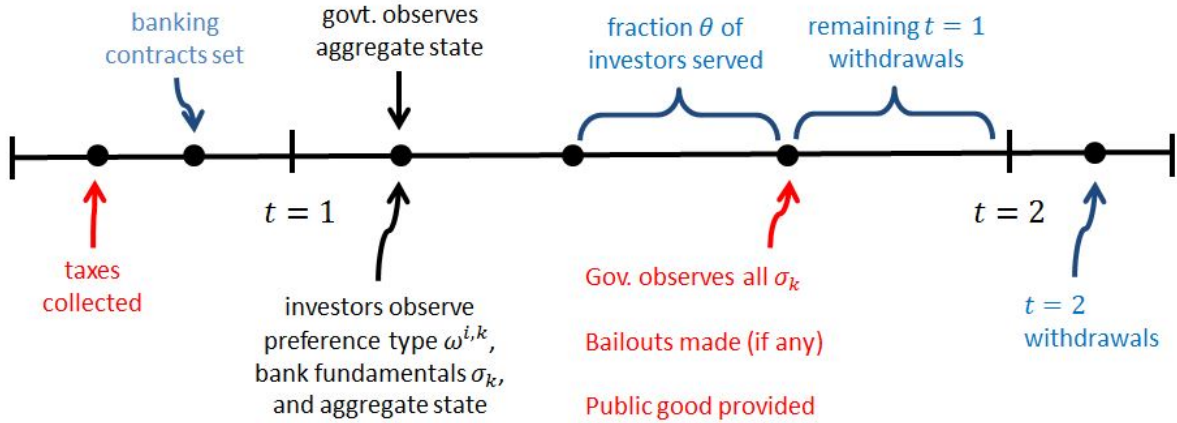 banking
contracts set
govt. observes
aggregate state
fraction θ of
investors served
remaining t = 1
withdrawals
t = 1
t = 2
taxes
collected
investors observe
preference type ω^{i,k},
bank fundamentals σ_k,
and aggregate state
Gov. observes all σ_k
Bailouts made (if any)
Public good provided
t = 2
withdrawals